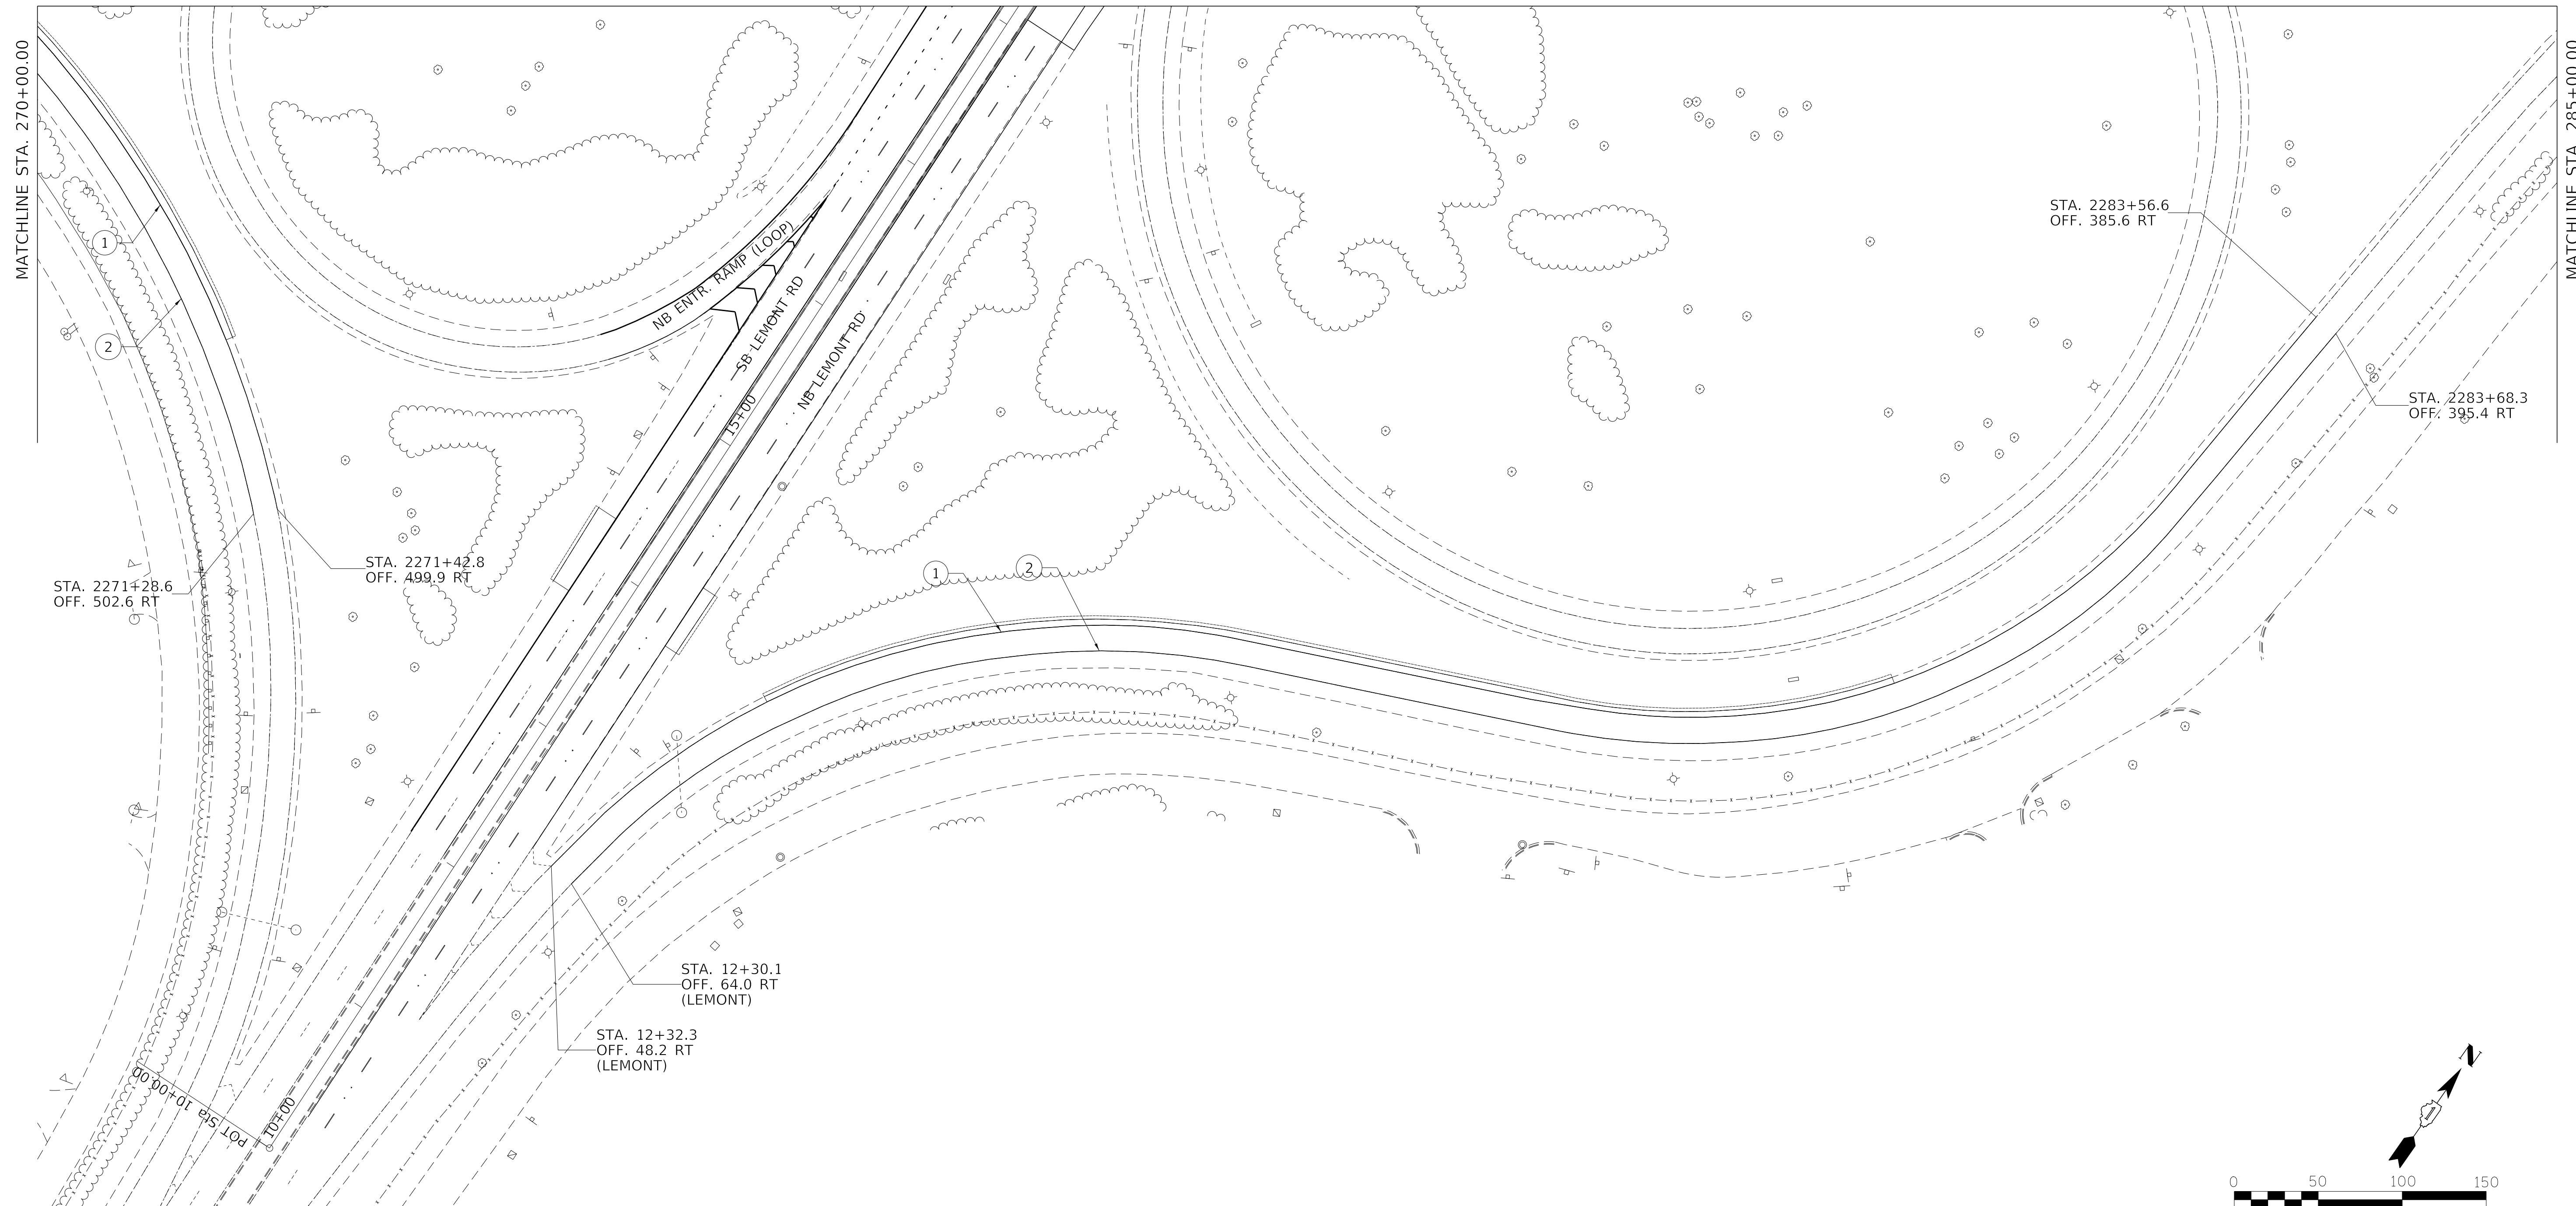 MATCHLINE STA. 270+00.00
MATCHLINE STA. 285+00.00
STA. 2283+56.6
OFF. 385.6 RT
1
NB ENTR. RAMP (LOOP)
SB LEMONT RD
NB LEMONT RD
2
15+00
STA. 2283+68.3
OFF. 395.4 RT
STA. 2271+42.8
OFF. 499.9 RT
STA. 2271+28.6
OFF. 502.6 RT
1
2
STA. 12+30.1
OFF. 64.0 RT
(LEMONT)
STA. 12+32.3
OFF. 48.2 RT
(LEMONT)
POT Sta 10+00.00
10+00
N
0 50 100 150